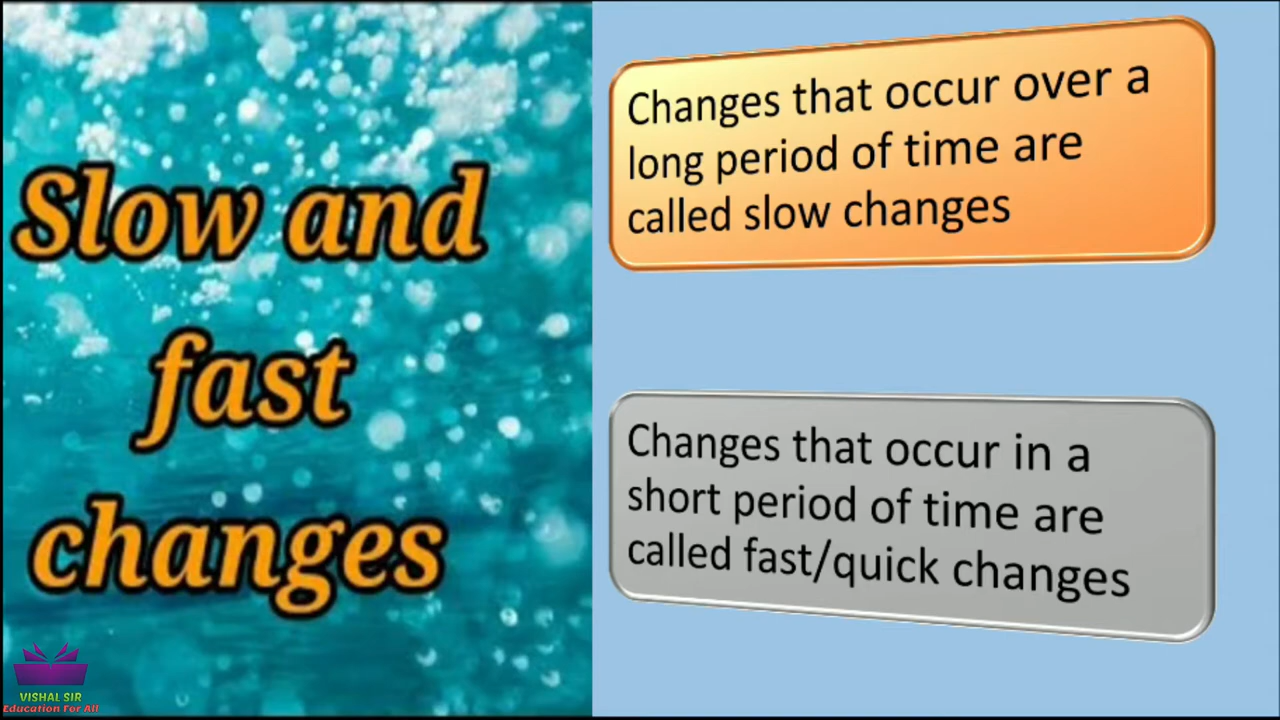 Slow and
fast
changes
Changes that occur over a
long period of time are
called slow changes
Changes that occur in a
short period of time are
called fast/quick changes
VISHAL SIR
Education For All